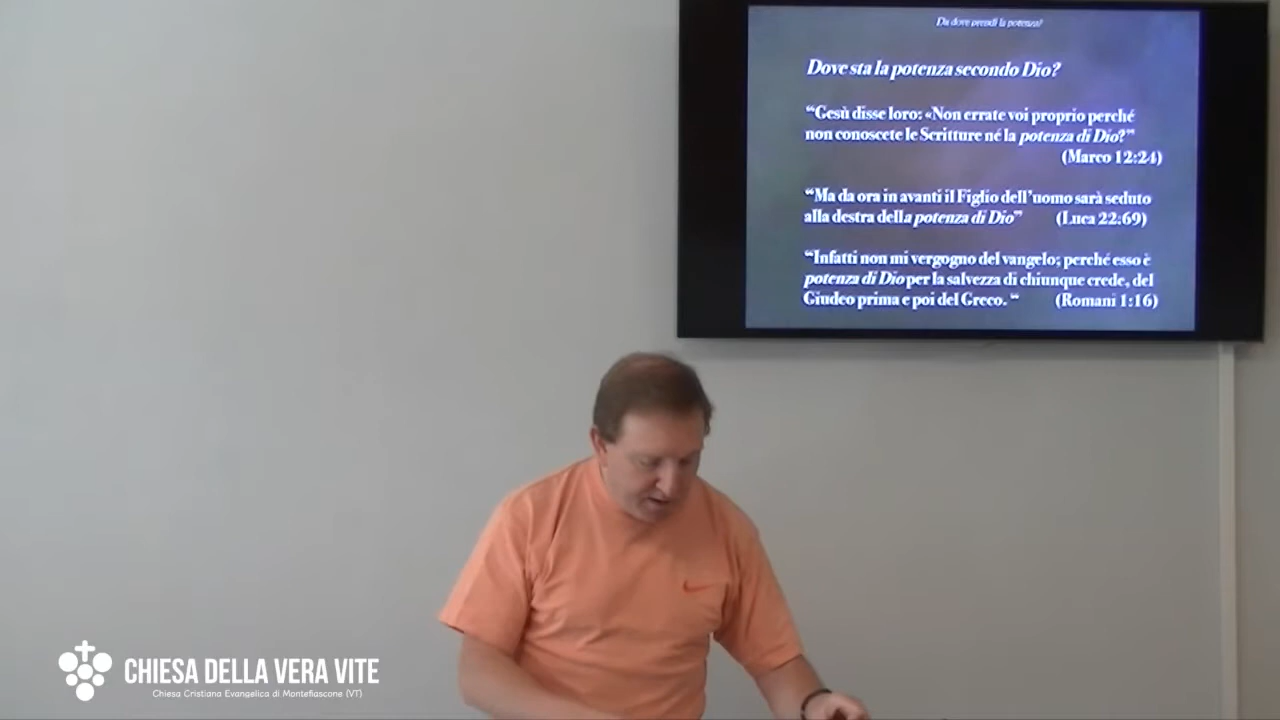 Da dove prendi la potenza?
Dove sta la potenza secondo Dio?
“Gesù disse loro: «Non errate voi proprio perché
non conoscete le Scritture né la potenza di Dio?”
(Marco 12:24)
“Ma da ora in avanti il Figlio dell’uomo sarà seduto
alla destra della potenza di Dio” (Luca 22:69)
“Infatti non mi vergogno del vangelo; perché esso è
potenza di Dio per la salvezza di chiunque crede, del
Giudeo prima e poi del Greco. “ (Romani 1:16)
CHIESA DELLA VERA VITE
Chiesa Cristiana Evangelica di Montefiascone (VT)